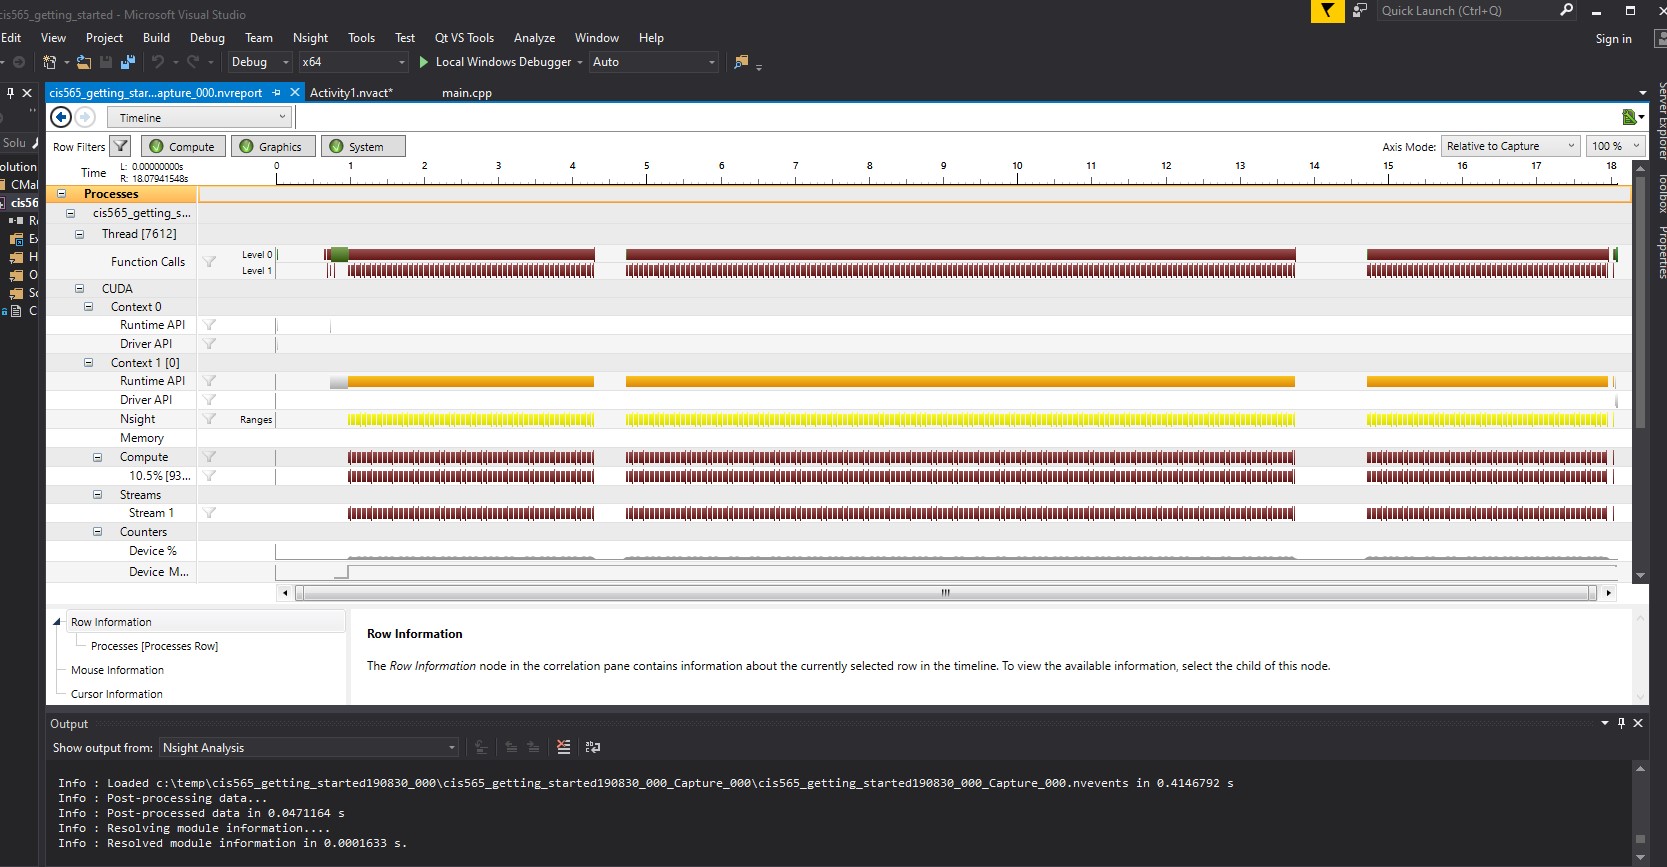 cis565_getting_started - Microsoft Visual Studio
Quick Launch (Ctrl+Q)
Edit View Project Build Debug Team Nsight Tools Test Qt VS Tools Analyze Window Help
Sign in
Debug x64 Local Windows Debugger Auto
cis565_getting_star...apture_000.nvreport Activity1.nvact* main.cpp
Server Explorer
Toolbox
Properties
Timeline
Solu
Row Filters Compute Graphics System
Axis Mode: Relative to Capture 100 %
Time L: 0.00000000s
R: 18.07941548s
0 1 2 3 4 5 6 7 8 9 10 11 12 13 14 15 16 17 18
Processes
cis565_getting_s...
Thread [7612]
Function Calls Level 0
Level 1
CUDA
Context 0
Runtime API
Driver API
Context 1 [0]
Runtime API
Driver API
Nsight Ranges
Memory
Compute
10.5% [93...
Streams
Stream 1
Counters
Device %
Device M...
Row Information
Processes [Processes Row]
Mouse Information
Cursor Information
Row Information
The Row Information node in the correlation pane contains information about the currently selected row in the timeline. To view the available information, select the child of this node.
Output
Show output from: Nsight Analysis
Info : Loaded c:\temp\cis565_getting_started190830_000\cis565_getting_started190830_000_Capture_000\cis565_getting_started190830_000_Capture_000.nvevents in 0.4146792 s
Info : Post-processing data...
Info : Post-processed data in 0.0471164 s
Info : Resolving module information....
Info : Resolved module information in 0.0001633 s.